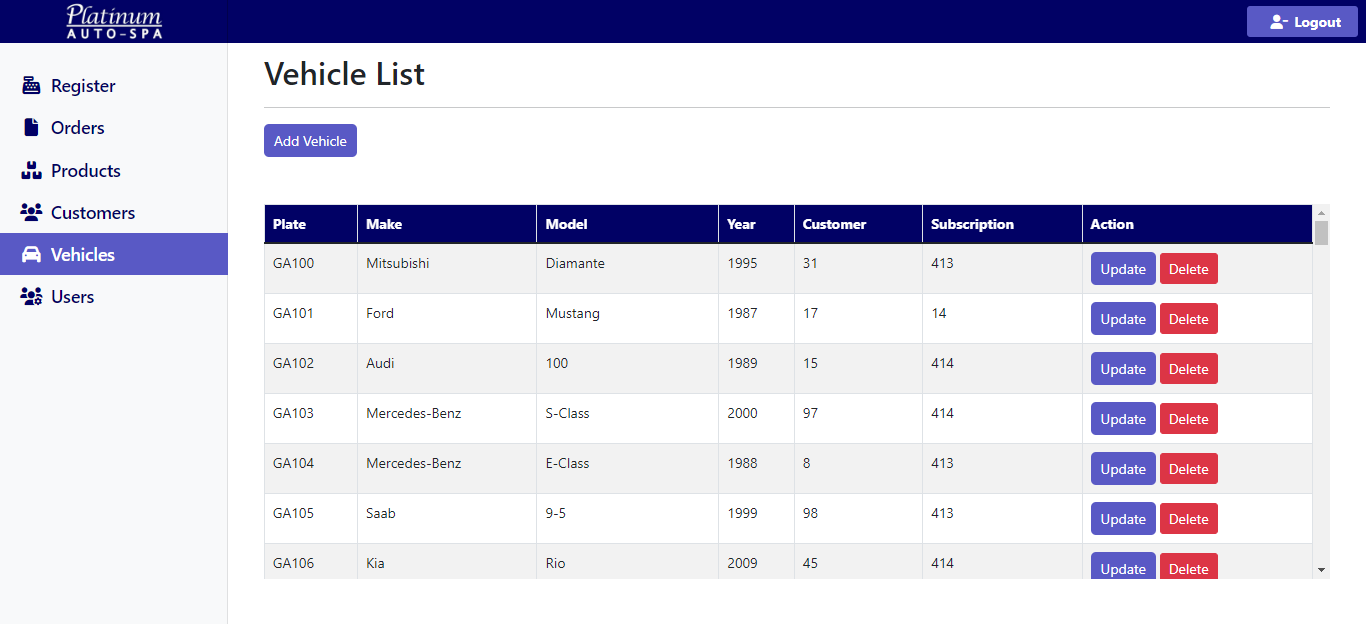 Platinum
AUTO-SPA
Logout
Register
Orders
Products
Customers
Vehicles
Users
Vehicle List
Add Vehicle
Plate Make Model Year Customer Subscription Action
GA100 Mitsubishi Diamante 1995 31 413 Update Delete
GA101 Ford Mustang 1987 17 14 Update Delete
GA102 Audi 100 1989 15 414 Update Delete
GA103 Mercedes-Benz S-Class 2000 97 414 Update Delete
GA104 Mercedes-Benz E-Class 1988 8 413 Update Delete
GA105 Saab 9-5 1999 98 413 Update Delete
GA106 Kia Rio 2009 45 414 Update Delete